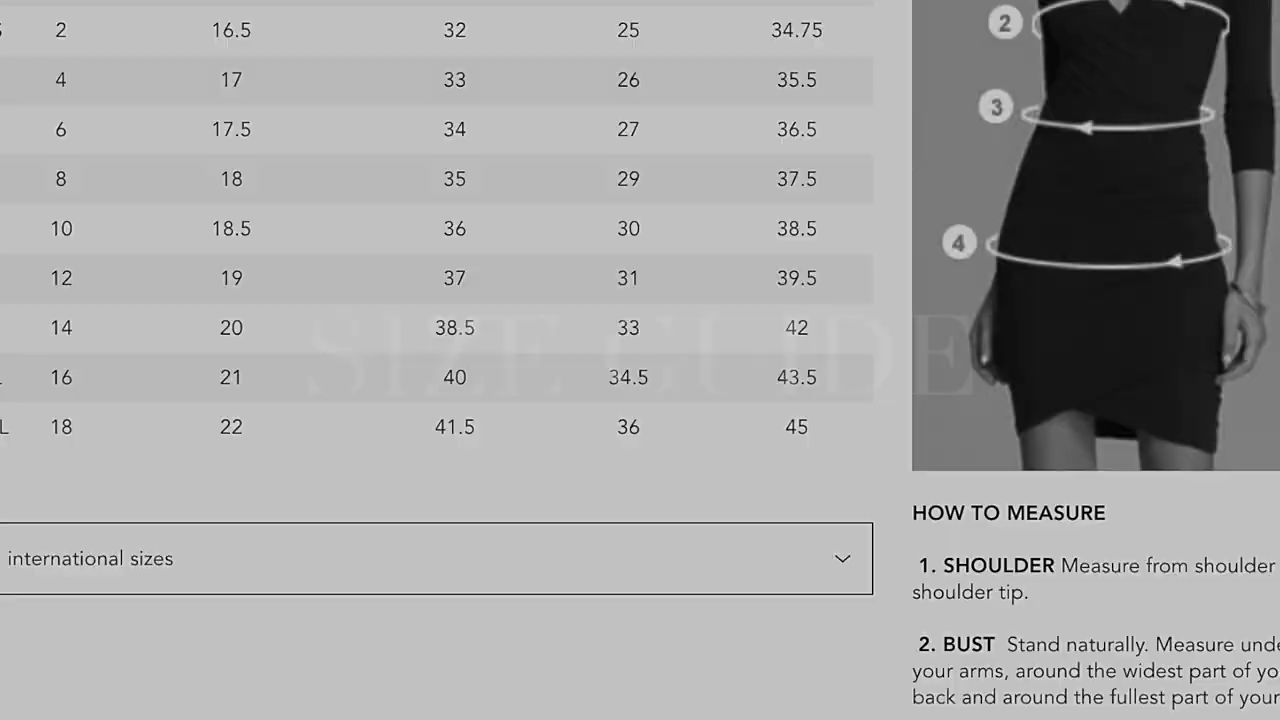 2 16.5 32 25 34.75
4 17 33 26 35.5
6 17.5 34 27 36.5
8 18 35 29 37.5
10 18.5 36 30 38.5
12 19 37 31 39.5
14 20 38.5 33 42
SIZE GUIDE
16 21 40 34.5 43.5
L 18 22 41.5 36 45
international sizes
2
3
4
HOW TO MEASURE
1. SHOULDER Measure from shoulder
shoulder tip.
2. BUST Stand naturally. Measure unde
your arms, around the widest part of yo
back and around the fullest part of your